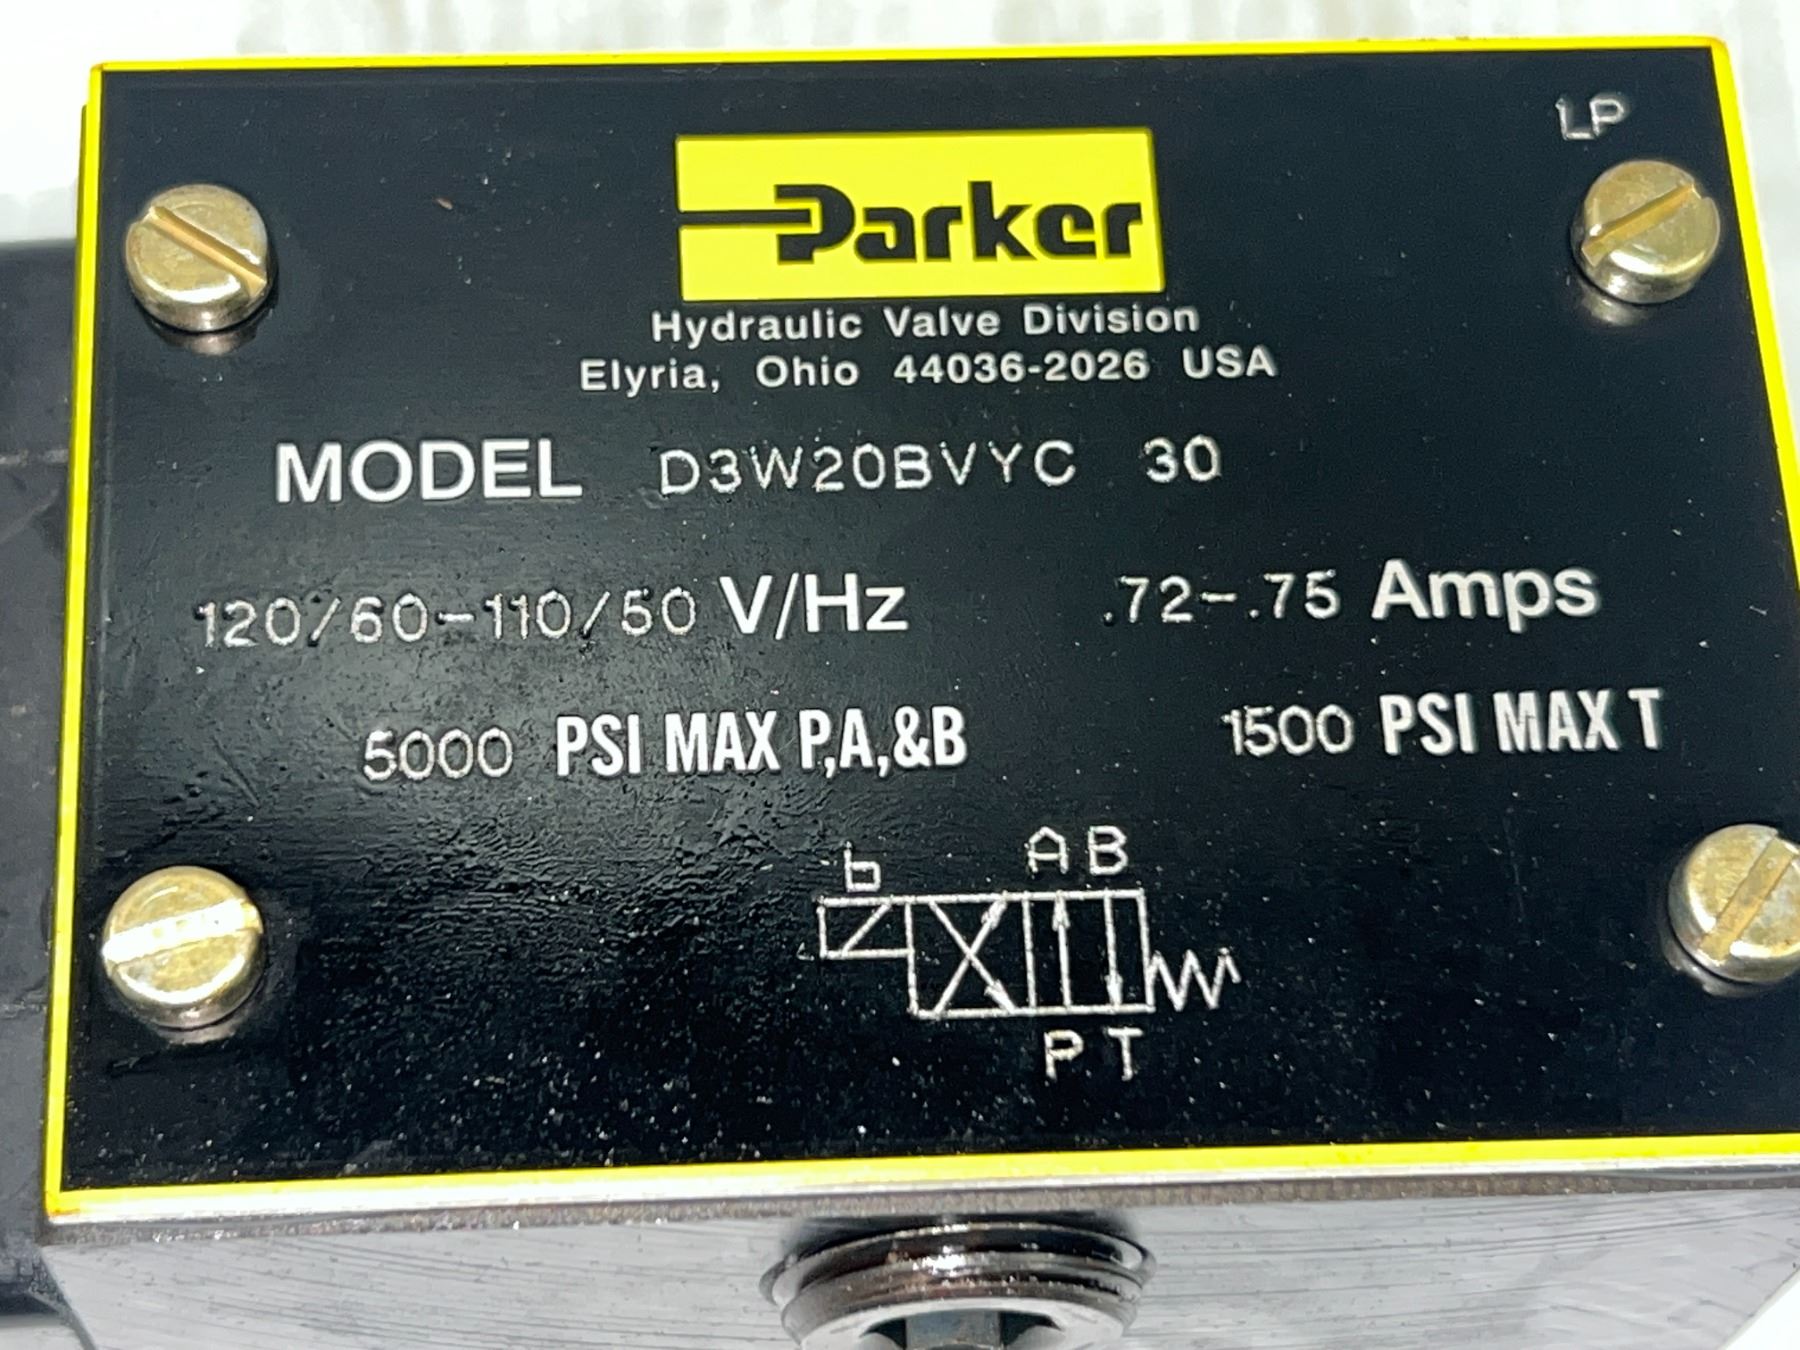 LP
Parker
Hydraulic Valve Division
Elyria, Ohio 44036-2026 USA
MODEL D3W20BVYC 30
120/60-110/50 V/Hz .72-.75 Amps
5000 PSI MAX P,A,&B 1500 PSI MAX T
b A B
P T